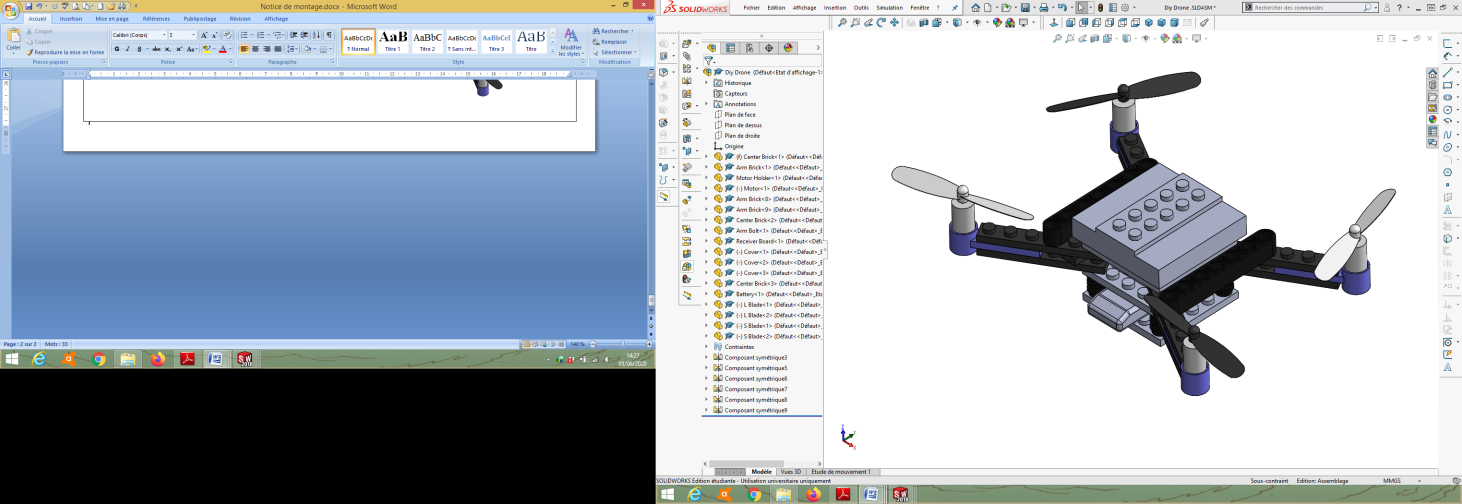 Notice de montage.docx - Microsoft Word
Accueil Insertion Mise en page Références Publipostage Révision Affichage
Coller
Couper
Copier
Reproduire la mise en forme
Presse-papiers
Calibri (Corps)
Police
Paragraphe
AaBbCcDc AaB AaBbC AaBbCcD AaBbCcI AaB
¶ Normal Titre 1 Titre 2 ¶ Sans int... Titre 3 Titre
Modifier les styles
Style
Rechercher
Remplacer
Sélectionner
Modification
Page : 2 sur 2 Mots : 33
140 %
14:27
03/06/2020
SOLIDWORKS
Fichier Edition Affichage Insertion Outils Simulation Fenêtre ?
Diy Drone .SLDASM *
Rechercher des commandes
Diy Drone (Défaut<Etat d'affichage-1>
Historique
Capteurs
Annotations
Plan de face
Plan de dessus
Plan de droite
Origine
(f) Center Brick<1> (Défaut<<Défa
Arm Brick<1> (Défaut<<Défaut>_
Motor Holder<1> (Défaut<<Défau
(-) Motor<1> (Défaut<<Défaut>_
Arm Brick<8> (Défaut<<Défaut>_
Arm Brick<9> (Défaut<<Défaut>_
Center Brick<2> (Défaut<<Défaut
Arm Bolt<1> (Défaut<<Défaut>_E
Receiver Board<1> (Défaut<<Défa
(-) Cover<1> (Défaut<<Défaut>_E
(-) Cover<2> (Défaut<<Défaut>_E
(-) Cover<3> (Défaut<<Défaut>_E
Center Brick<3> (Défaut<<Défaut
Battery<1> (Défaut<<Défaut>_Eta
(-) L Blade<1> (Défaut<<Défaut>_
(-) L Blade<2> (Défaut<<Défaut>_
(-) S Blade<1> (Défaut<<Défaut>_
(-) S Blade<2> (Défaut<<Défaut>_
Contraintes
Composant symétrique3
Composant symétrique5
Composant symétrique6
Composant symétrique7
Composant symétrique8
Composant symétrique9
Modèle Vues 3D Etude de mouvement 1
SOLIDWORKS Edition étudiante - Utilisation universitaire uniquement
Sous-contraint Edition: Assemblage MMGS